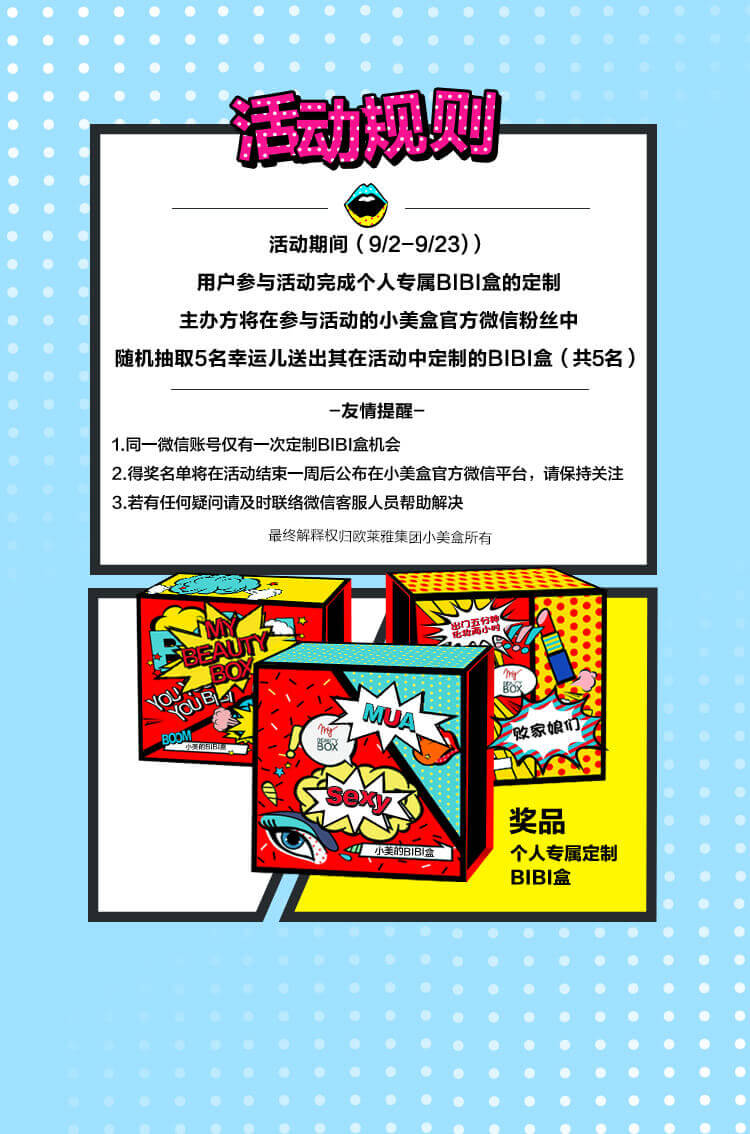 活动规则
活动期间（9/2-9/23））
用户参与活动完成个人专属BIBI盒的定制
主办方将在参与活动的小美盒官方微信粉丝中
随机抽取5名幸运儿送出其在活动中定制的BIBI盒（共5名）
-友情提醒-
1.同一微信账号仅有一次定制BIBI盒机会
2.得奖名单将在活动结束一周后公布在小美盒官方微信平台，请保持关注
3.若有任何疑问请及时联络微信客服人员帮助解决
最终解释权归欧莱雅集团小美盒所有
MY
BEAUTY
BOX
BOOM
小美的BIBI盒
出门五分钟
化妆两小时
my
BEAUTY
BOX
败家娘们
MUA
my
BEAUTY
BOX
Sexy
小美的BIBI盒
奖品
个人专属定制
BIBI盒